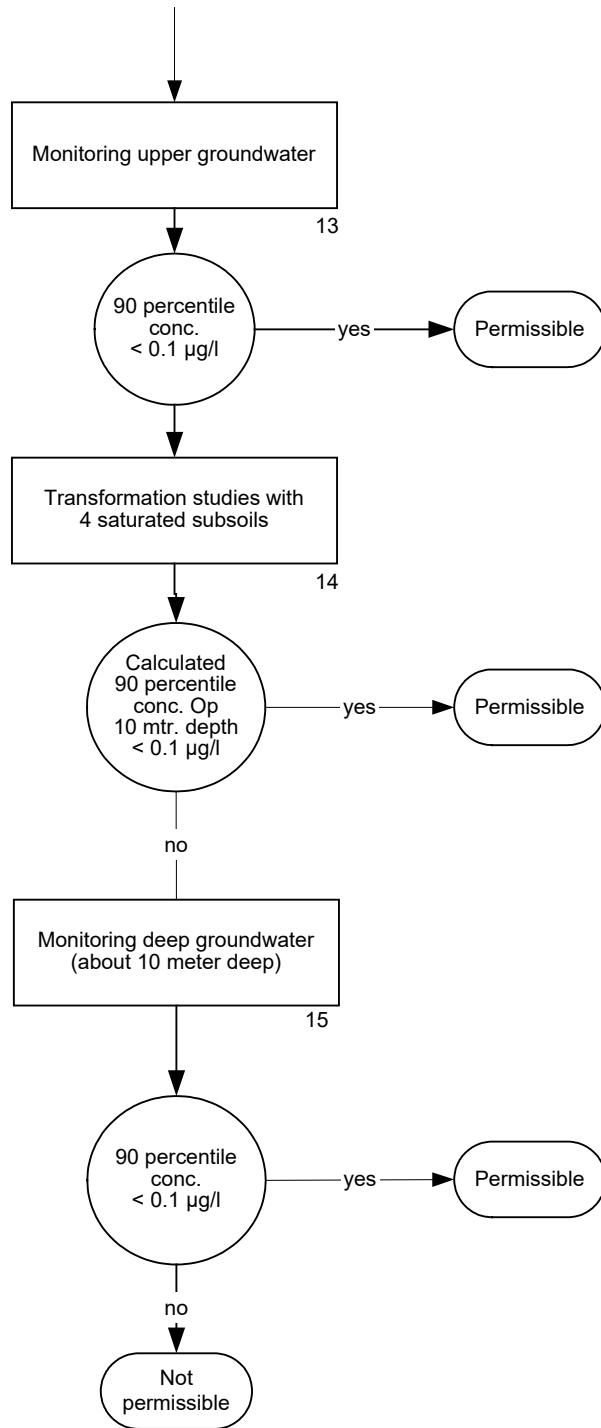 Monitoring upper groundwater
13
90 percentile
conc.
< 0.1 µg/l
yes
Permissible
Transformation studies with
4 saturated subsoils
14
Calculated
90 percentile
conc. Op
10 mtr. depth
< 0.1 µg/l
yes
Permissible
no
Monitoring deep groundwater
(about 10 meter deep)
15
90 percentile
conc.
< 0.1 µg/l
yes
Permissible
no
Not
permissible